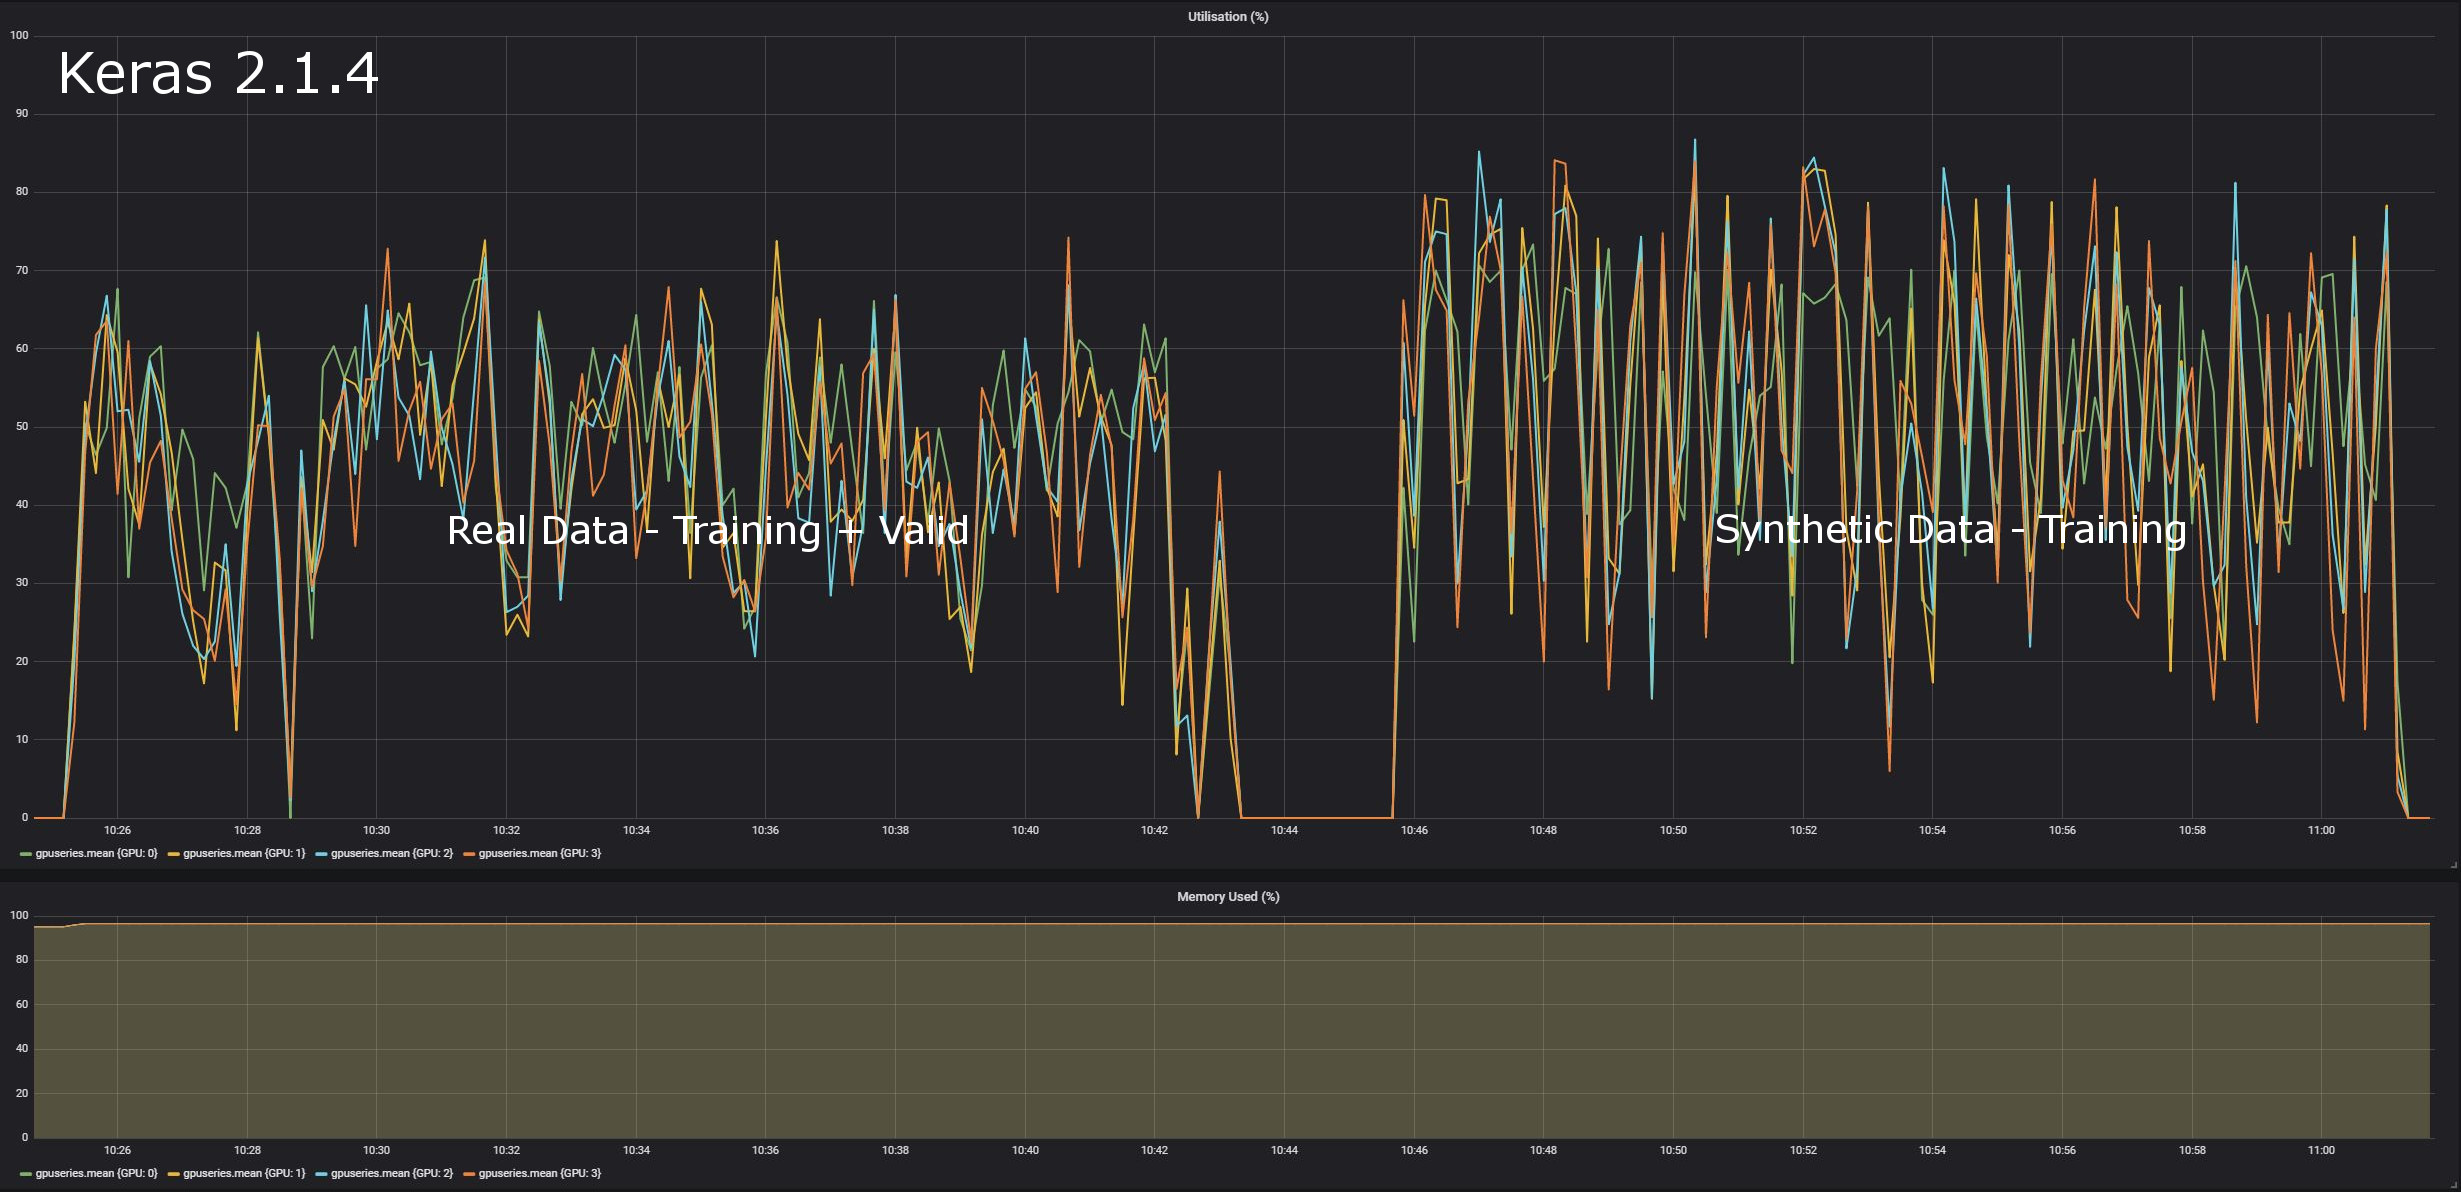 Utilisation (%)
100
Keras 2.1.4
90
80
70
60
50
40
Real Data - Training + Valid
Synthetic Data - Training
30
20
10
0
10:26 10:28 10:30 10:32 10:34 10:36 10:38 10:40 10:42 10:44 10:46 10:48 10:50 10:52 10:54 10:56 10:58 11:00
gpuseries.mean {GPU: 0} gpuseries.mean {GPU: 1} gpuseries.mean {GPU: 2} gpuseries.mean {GPU: 3}
Memory Used (%)
100
80
60
40
20
0
10:26 10:28 10:30 10:32 10:34 10:36 10:38 10:40 10:42 10:44 10:46 10:48 10:50 10:52 10:54 10:56 10:58 11:00
gpuseries.mean {GPU: 0} gpuseries.mean {GPU: 1} gpuseries.mean {GPU: 2} gpuseries.mean {GPU: 3}